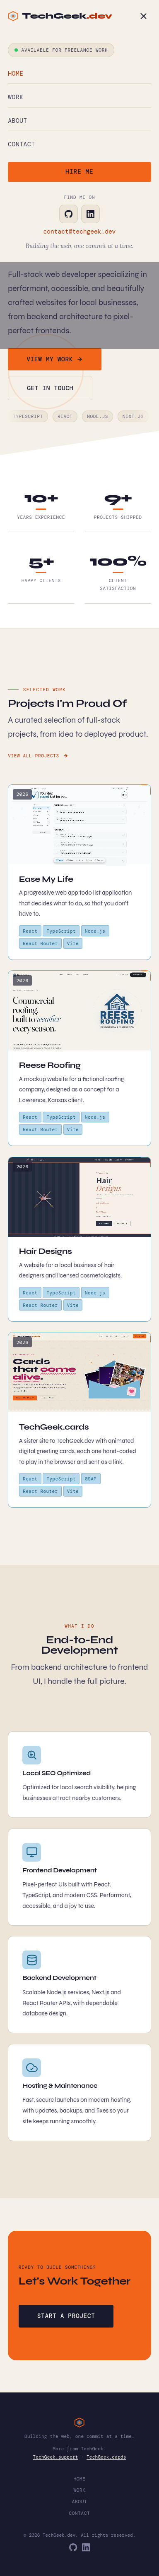 TechGeek.dev
AVAILABLE FOR FREELANCE WORK
HOME
WORK
ABOUT
CONTACT
HIRE ME
FIND ME ON
contact@techgeek.dev
Building the web, one commit at a time.
Full-stack web developer specializing in
performant, accessible, and beautifully
crafted websites for local businesses,
from backend architecture to pixel-
perfect frontends.
VIEW MY WORK →
GET IN TOUCH
TYPESCRIPT REACT NODE.JS NEXT.JS
10+ 9+
YEARS EXPERIENCE PROJECTS SHIPPED
5+ 100%
HAPPY CLIENTS CLIENT
SATISFACTION
SELECTED WORK
Projects I'm Proud Of
A curated selection of full-stack
projects, from idea to deployed product.
VIEW ALL PROJECTS →
2026
Your day,
Ease My Life
A progressive web app todo list application
that decides what to do, so that you don't
have to.
React TypeScript Node.js
React Router Vite
2026
Commercial
roofing,
built to weather
every season.
REESE
ROOFING
Reese Roofing
A mockup website for a fictional roofing
company, designed as a concept for a
Lawrence, Kansas client.
React TypeScript Node.js
React Router Vite
2026
Hair
Designs
Hair Designs
A website for a local business of hair
designers and licensed cosmetologists.
React TypeScript Node.js
React Router Vite
2026
Cards
that come
alive.
TechGeek.cards
A sister site to TechGeek.dev with animated
digital greeting cards, each one hand-coded
to play in the browser and sent as a link.
React TypeScript GSAP
React Router Vite
WHAT I DO
End-to-End
Development
From backend architecture to frontend
UI, I handle the full picture.
Local SEO Optimized
Optimized for local search visibility, helping
businesses attract nearby customers.
Frontend Development
Pixel-perfect UIs built with React,
TypeScript, and modern CSS. Performant,
accessible, and a joy to use.
Backend Development
Scalable Node.js services, Next.js and
React Router APIs, with dependable
database design.
Hosting & Maintenance
Fast, secure launches on modern hosting,
with updates, backups, and fixes so your
site keeps running smoothly.
READY TO BUILD SOMETHING?
Let's Work Together
START A PROJECT
Building the web, one commit at a time.
More from TechGeek:
TechGeek.support · TechGeek.cards
HOME
WORK
ABOUT
CONTACT
© 2026 TechGeek.dev. All rights reserved.